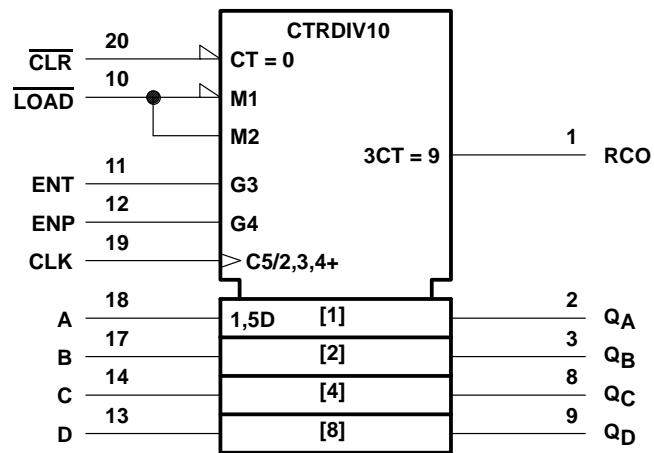 CTRDIV10
CLR 20 CT = 0
LOAD 10 M1
M2
3CT = 9 1 RCO
ENT 11 G3
ENP 12 G4
CLK 19 C5/2,3,4+
A 18 1,5D [1] 2 QA
B 17 [2] 3 QB
C 14 [4] 8 QC
D 13 [8] 9 QD